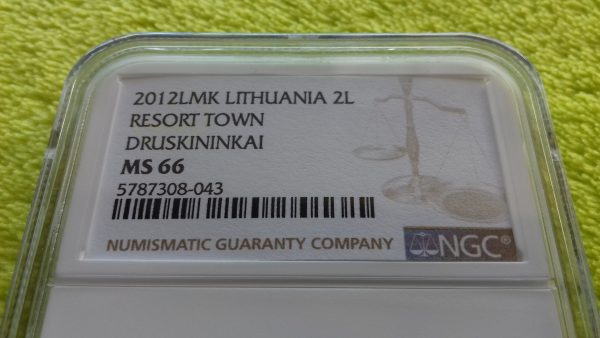 2012LMK LITHUANIA 2L
RESORT TOWN
DRUSKININKAI
MS 66
5787308-043
NUMISMATIC GUARANTY COMPANY NGC®